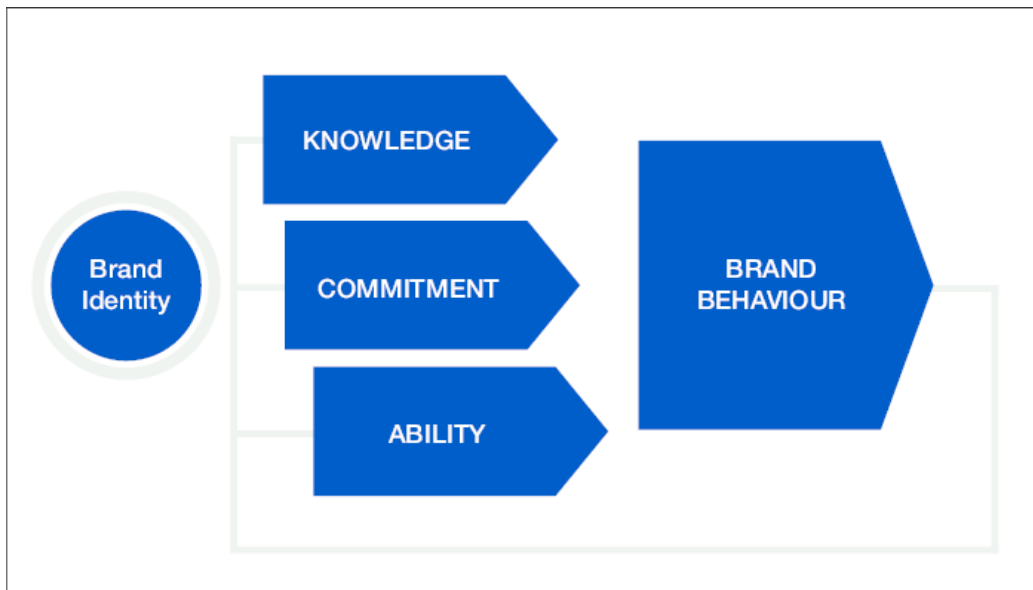 KNOWLEDGE
Brand
Identity
COMMITMENT
BRAND
BEHAVIOUR
ABILITY